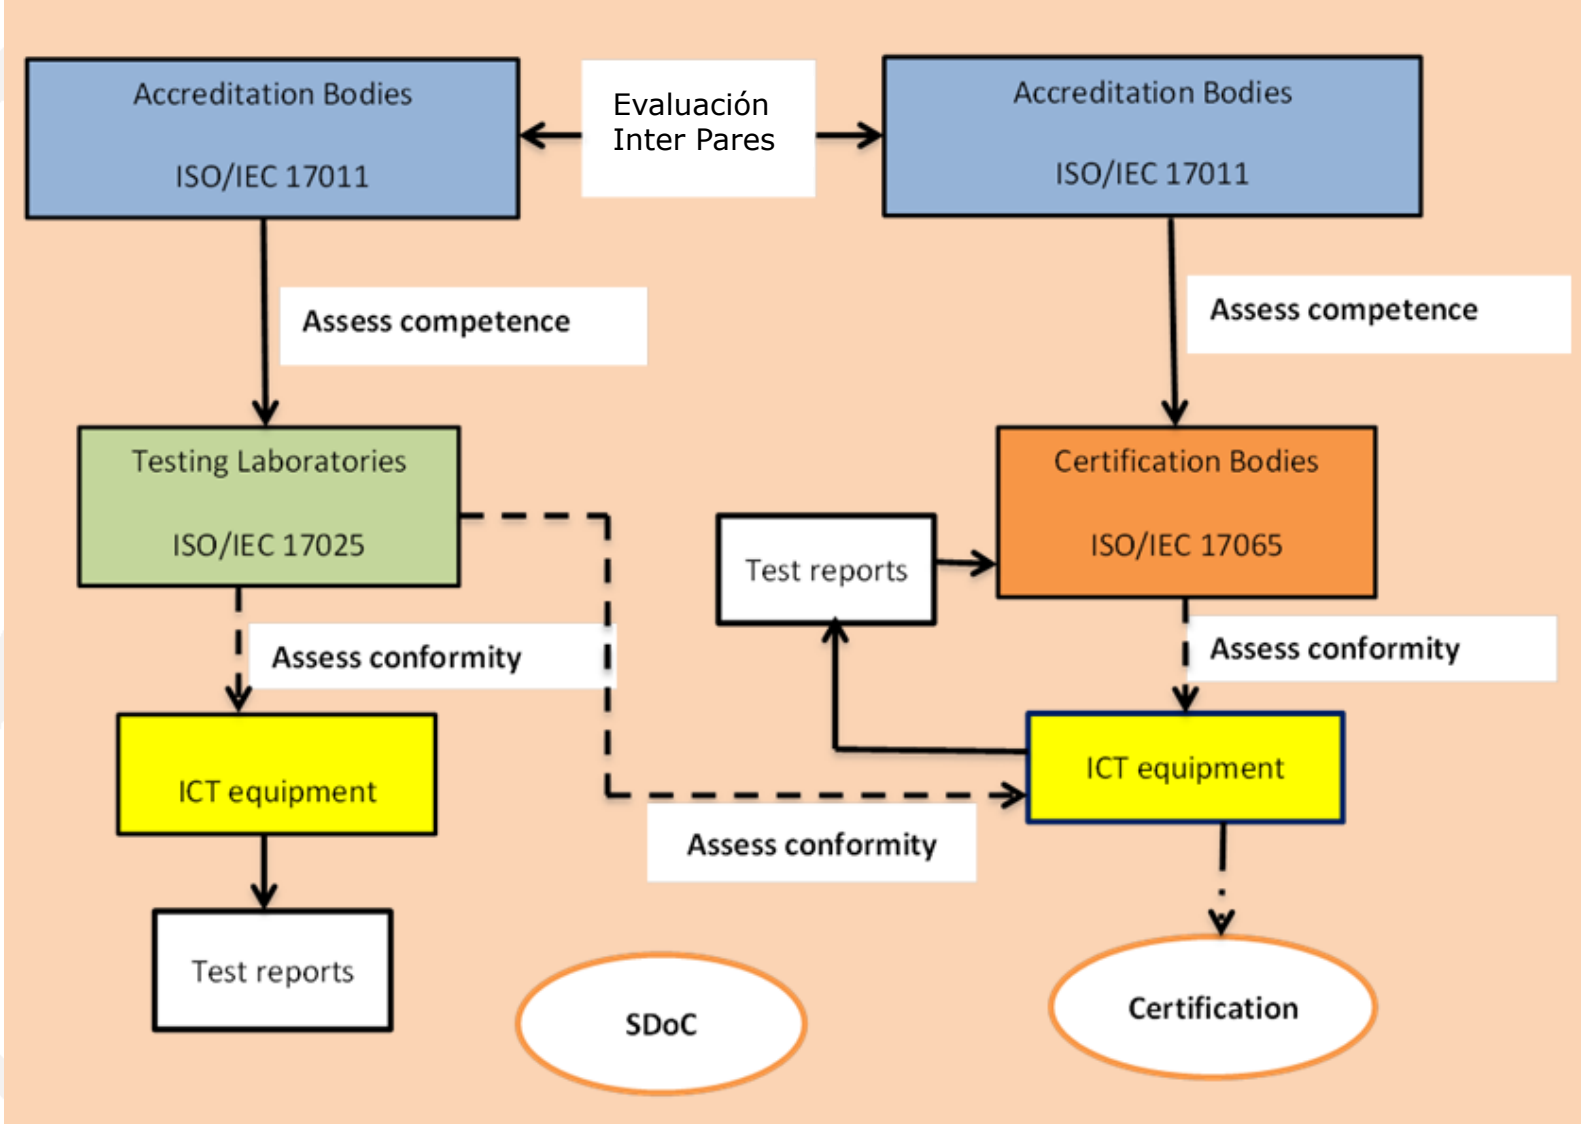 Accreditation Bodies
ISO/IEC 17011
Evaluación
Inter Pares
Accreditation Bodies
ISO/IEC 17011
Assess competence
Assess competence
Testing Laboratories
ISO/IEC 17025
Certification Bodies
ISO/IEC 17065
Test reports
Assess conformity
Assess conformity
ICT equipment
ICT equipment
Assess conformity
Test reports
SDoC
Certification